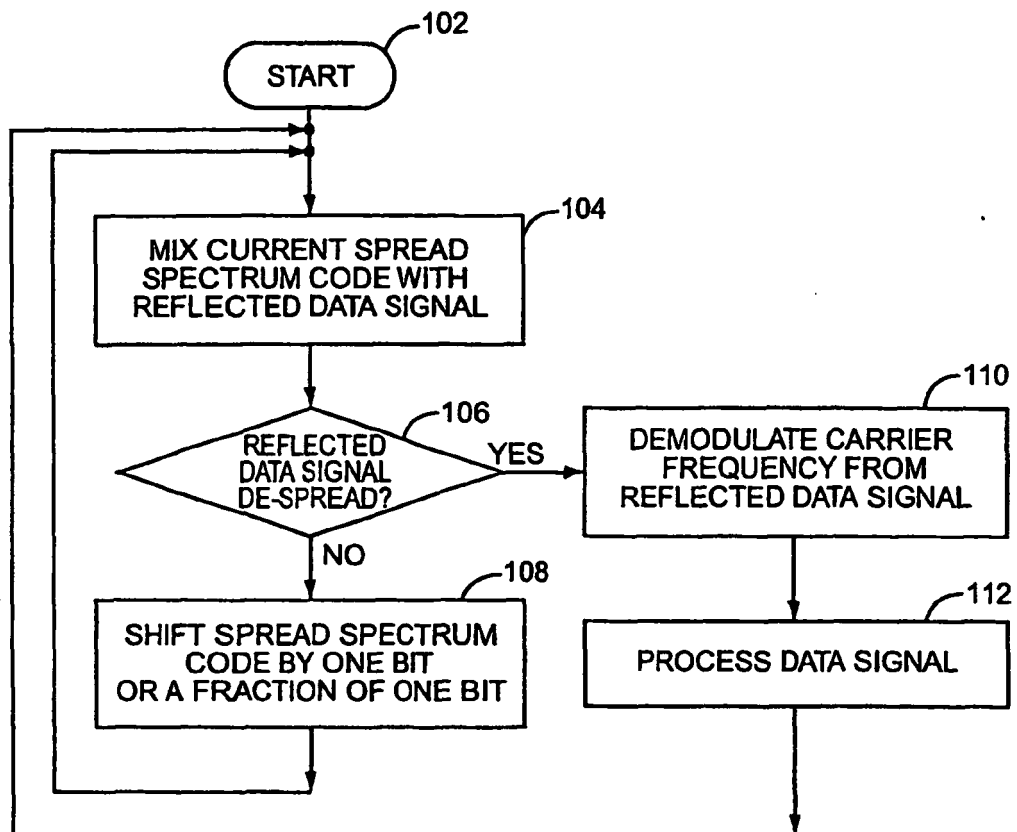 102
START
104
MIX CURRENT SPREAD
SPECTRUM CODE WITH
REFLECTED DATA SIGNAL
106
REFLECTED
DATA SIGNAL
DE-SPREAD?
YES
NO
110
DEMODULATE CARRIER
FREQUENCY FROM
REFLECTED DATA SIGNAL
108
SHIFT SPREAD SPECTRUM
CODE BY ONE BIT
OR A FRACTION OF ONE BIT
112
PROCESS DATA SIGNAL